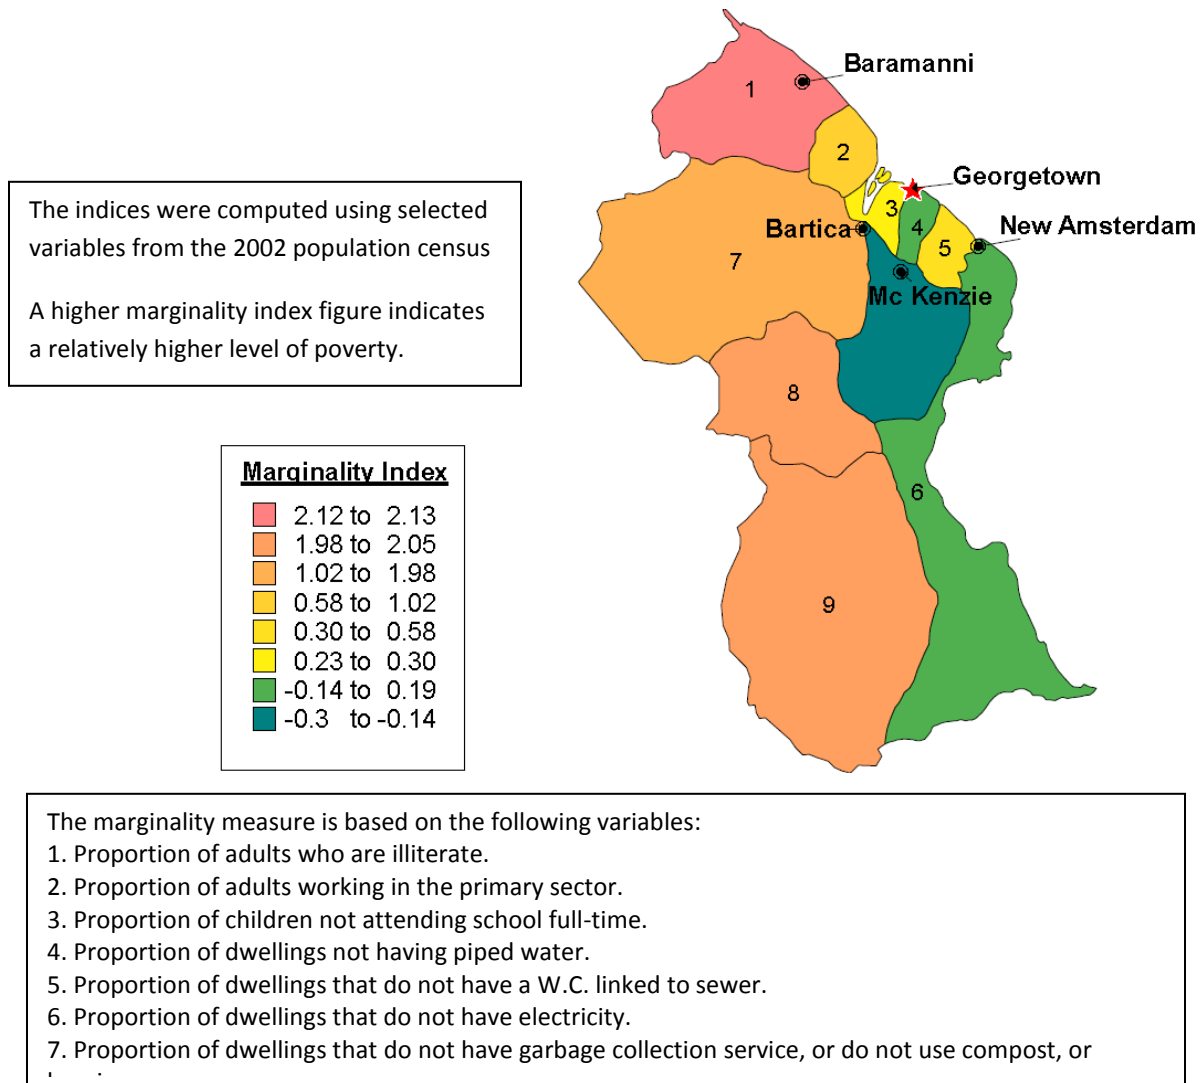 Baramanni
1
2
Georgetown
The indices were computed using selected
variables from the 2002 population census
A higher marginality index figure indicates
a relatively higher level of poverty.
3
4
Bartica
New Amsterdam
5
7
Mc Kenzie
8
6
9
Marginality Index
2.12 to 2.13
1.98 to 2.05
1.02 to 1.98
0.58 to 1.02
0.30 to 0.58
0.23 to 0.30
-0.14 to 0.19
-0.3 to -0.14
The marginality measure is based on the following variables:
1. Proportion of adults who are illiterate.
2. Proportion of adults working in the primary sector.
3. Proportion of children not attending school full-time.
4. Proportion of dwellings not having piped water.
5. Proportion of dwellings that do not have a W.C. linked to sewer.
6. Proportion of dwellings that do not have electricity.
7. Proportion of dwellings that do not have garbage collection service, or do not use compost, or